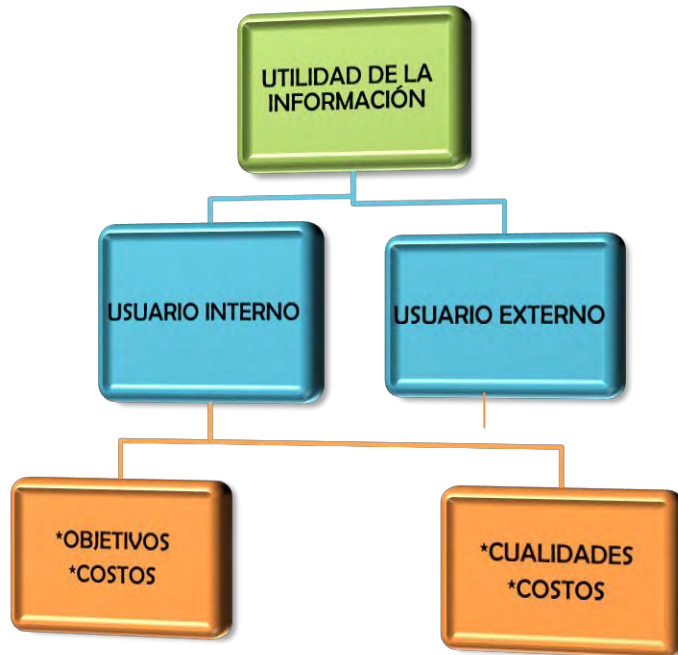 UTILIDAD DE LA
INFORMACIÓN
USUARIO INTERNO
USUARIO EXTERNO
*OBJETIVOS
*COSTOS
*CUALIDADES
*COSTOS